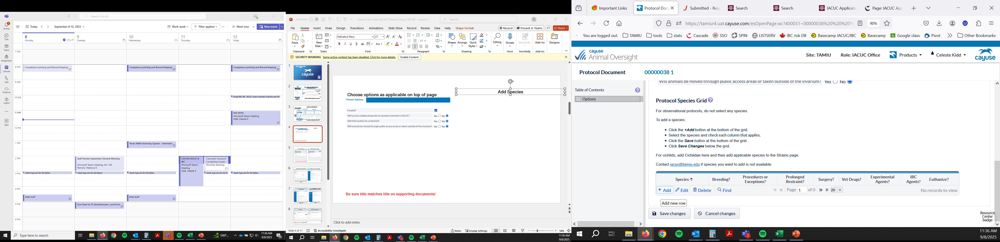 Search (Ctrl+E)
CK
Activity
Chat
Teams
Assignments
Calendar
Calls
OneDrive
Copilot
Apps
Today
September 8–12, 2025
Work week
Filter applied
Meet now
New event
8
Monday
17°
9
Tuesday
10
Wednesday
11
Thursday
12
Friday
7 AM
8 AM
9 AM
10 AM
11 AM
12 PM
1 PM
2 PM
3 PM
4 PM
5 PM
6 PM
Compliance printing and Record Keeping
Compliance printing and Record Keeping
Compliance printing and Record Keeping
Email IRB, IBC, IACUC chairs member training and
NSF RITEL
Microsoft Teams Meeting
Kidd, Celeste E
Texas A&M University System - Internatio
Staff Senate September General Meeting
Microsoft Teams Meeting; AIC 128
Romero, Rebecca D.
CAYUSE IACUC &
IBC
Microsoft Teams
Meeting
Kidd, Celeste E
Canceled: Research
Compliance Leads
Monthly Meeting
check tcgi.com for list below
check tcgi.com for list below
check tcgi.com for list below
check tcgi.com for list be
check tcgi.com for list below
kidd stuff
kidd stuff
Due Date for PI Questionnaire Laserfische
Type here to search
S&P...
11:36 AM
9/8/2025
AutoSave
On
Submit Your Next IACUC Protocol Using CAYUSE • Saved
Search
File Home Insert Draw Design Transitions Animations Slide Show Record Review View Help Shape Format
Record
Present in Teams
Share
Paste
New
Slide
Helvetica Now
27
Shapes
Arrange
Quick
Styles
Editing
Dictate
Sensitivity
Add-ins
Designer
Clipboard
Slides
Font
Paragraph
Drawing
Voice
Sensitivity
Add-ins
SECURITY WARNING Some active content has been disabled. Click for more details.
Enable Content
1
cayuse
2
3
4
5
6
7
8
Choose options as applicable on top of page
Add Species
Choose Options
Funded?
Will you be collaborating with an outside institution's IACUC? Yes No
Will field studies be conducted? Yes No
Will animals be moved through public access areas or taken outside of the vivarium? Yes No
Be sure title matches title on supporting documents!
Click to add notes
Slide 4 of 11
Accessibility: Investigate
Notes
Display Settings
54%
11:36 AM
9/8/2025
Important Links
Protocol Docu
Submitted - Req
Search
Search
IACUC Applicatio
Page: IACUC App
https://tamiur4.uat.cayuse.com/esOpenPage.wc?400031~00000038%20%20%20%
90%
You are logged out.
TAMIU
tools
stats
Cascade
SSO
SPIN
LISTSERV
IBC risk DB
Basecamp IACUC/IBC
Basecamp
Google class
Pivot
Other Bookmarks
cayuse
Animal Oversight
Site: TAMIU
Role: IACUC Office
Products
Celeste Kidd
cayuse
Protocol Document
00000038 1
Table of Contents
Options
Will animals be moved through public access areas or taken outside of the vivarium? Yes No
Protocol Species Grid
For observational protocols, do not select any species.
To add a species:
• Click the +Add button at the bottom of the grid.
• Select the species and check each column that applies.
• Click the Save button at the bottom of the grid.
• Click Save Changes below the grid.
For cichlids, add Cichlidae here and then add applicable species to the Strains page.
Contact iacuc@tamiu.edu if species you want to add is not available.
Species Breeding? Procedures or Exceptions? Prolonged Restraint? Surgery? Vet Drugs? Experimental Agents? IBC Agents? Euthanize?
+ Add Edit Delete Find
Page 1 of 0
20
No records to view
Add new row
Save changes
Cancel changes
Resource
Center
badge
11:36 AM
9/8/2025